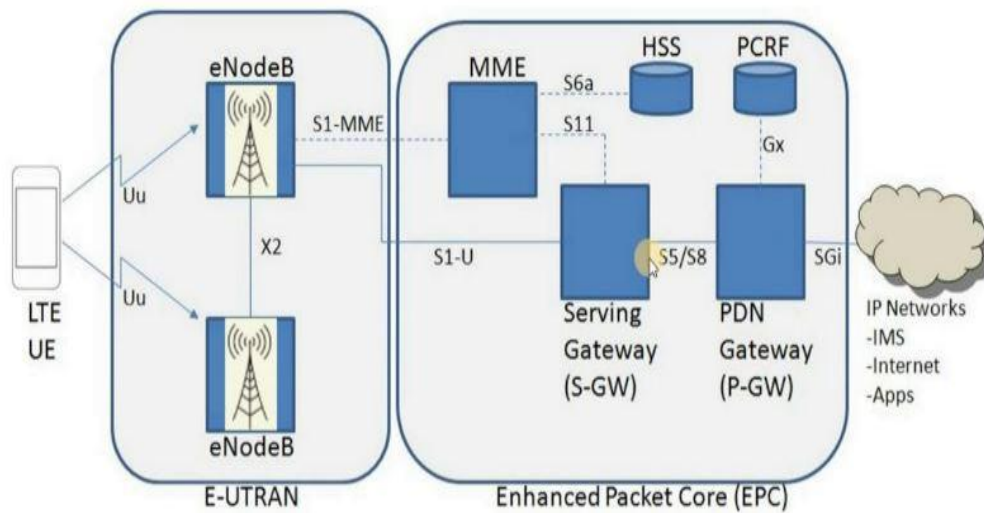 eNodeB
HSS
PCRF
MME
S6a
S1-MME
S11
Gx
Uu
X2
S1-U
S5/S8
SGi
Uu
LTE
UE
Serving
Gateway
(S-GW)
PDN
Gateway
(P-GW)
IP Networks
-IMS
-Internet
-Apps
eNodeB
E-UTRAN
Enhanced Packet Core (EPC)